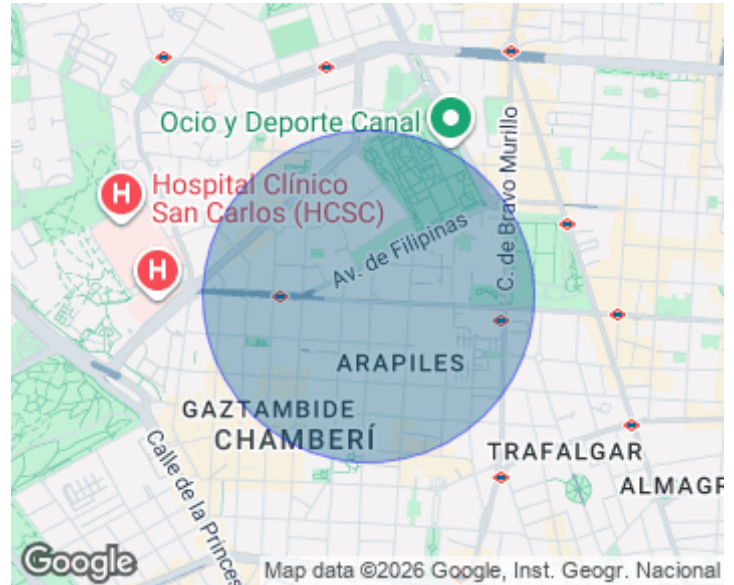 Ocio y Deporte Canal
Hospital Clínico
San Carlos (HCSC)
H
H
Av. de Filipinas
C. de Bravo Murillo
ARAPILES
GAZTAMBIDE
CHAMBERÍ
TRAFALGAR
ALMAGR
Calle de la Princes
Google
Map data ©2026 Google, Inst. Geogr. Nacional